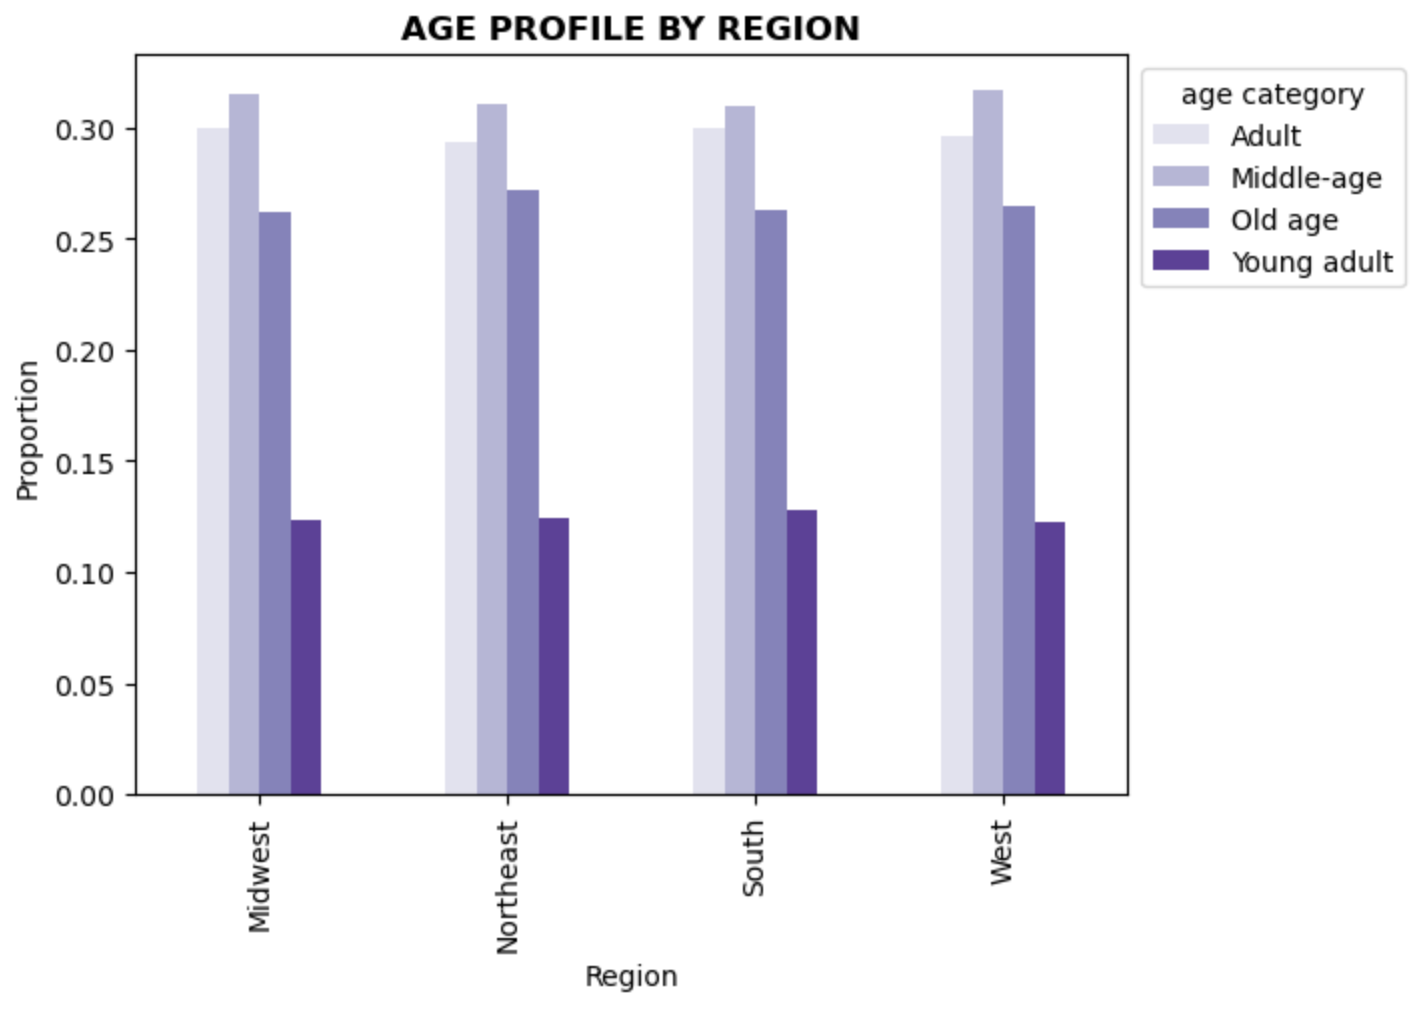 AGE PROFILE BY REGION
age category
Adult
Middle-age
Old age
Young adult
Proportion
0.30
0.25
0.20
0.15
0.10
0.05
0.00
Midwest
Northeast
South
West
Region